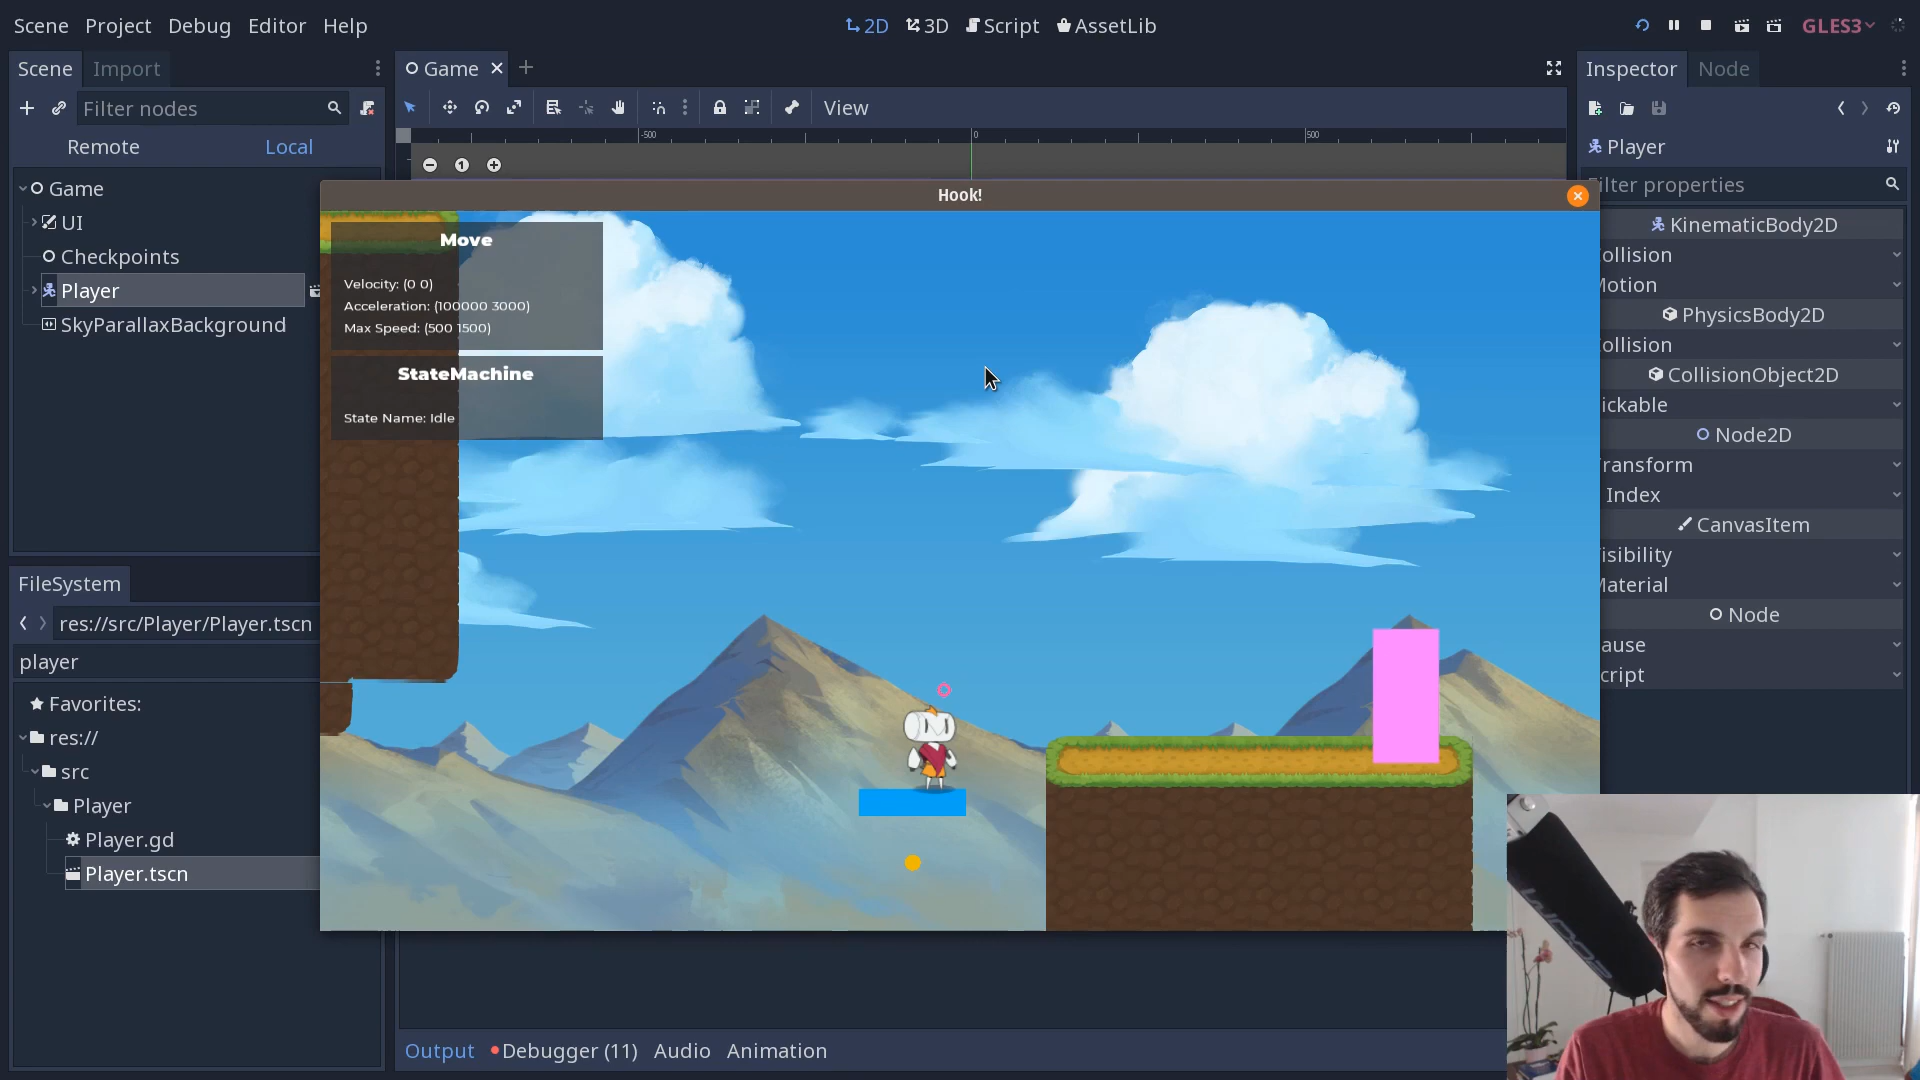 Scene Project Debug Editor Help
2D 3D Script AssetLib
GLES3
Scene Import
Game
Inspector Node
Filter nodes
View
Remote Local
-500 0 500
Player
Filter properties
Game
UI
Checkpoints
Player
SkyParallaxBackground
Hook!
Move
Velocity: (0 0)
Acceleration: (100000 3000)
Max Speed: (500 1500)
StateMachine
State Name: Idle
KinematicBody2D
ollision
Motion
PhysicsBody2D
ollision
CollisionObject2D
ickable
Node2D
ransform
Index
CanvasItem
isibility
Material
Node
ause
cript
FileSystem
res://src/Player/Player.tscn
player
Favorites:
res://
src
Player
Player.gd
Player.tscn
Output Debugger (11) Audio Animation